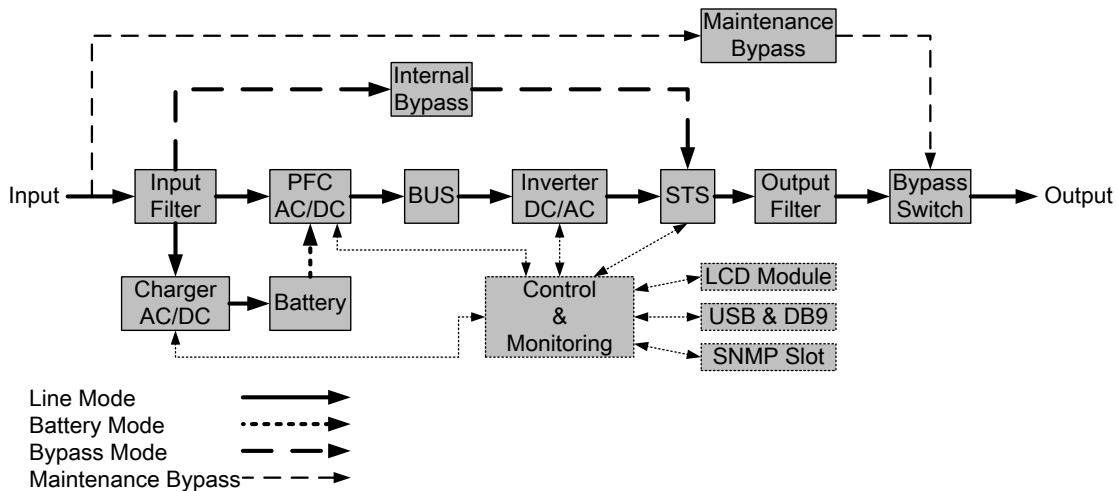 Maintenance
Bypass
Internal
Bypass
Input
Input
Filter
PFC
AC/DC
BUS
Inverter
DC/AC
STS
Output
Filter
Bypass
Switch
Output
Charger
AC/DC
Battery
Control
&
Monitoring
LCD Module
USB & DB9
SNMP Slot
Line Mode
Battery Mode
Bypass Mode
Maintenance Bypass